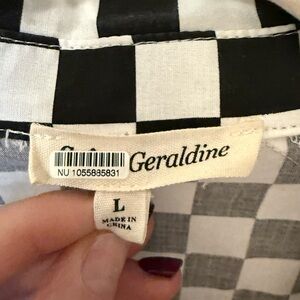 Geraldine
NU 1055885831
L
MADE IN
CHINA